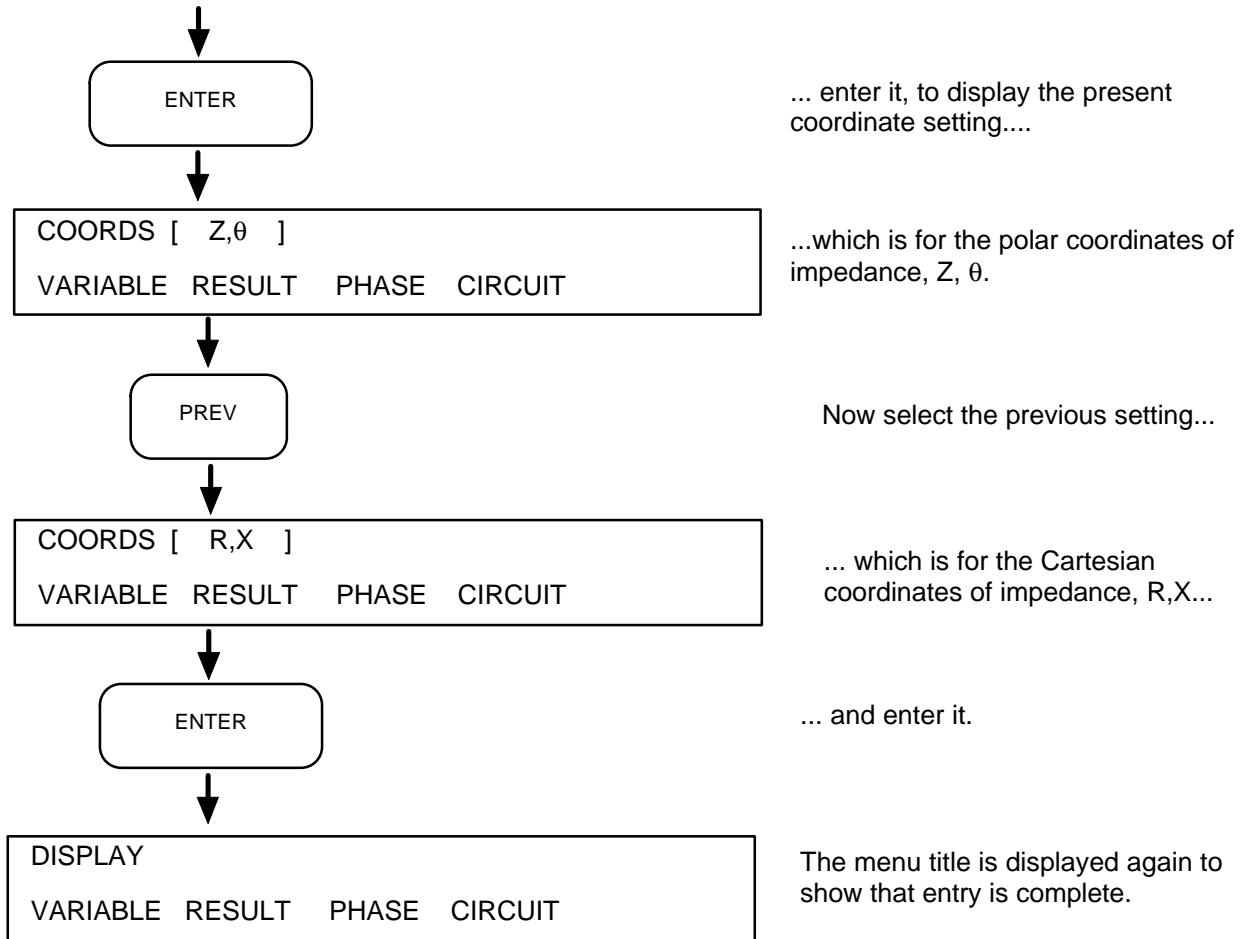 ENTER
... enter it, to display the present
coordinate setting....
COORDS [ Z,θ ]
VARIABLE RESULT PHASE CIRCUIT
...which is for the polar coordinates of
impedance, Z, θ.
PREV
Now select the previous setting...
COORDS [ R,X ]
VARIABLE RESULT PHASE CIRCUIT
... which is for the Cartesian
coordinates of impedance, R,X...
ENTER
... and enter it.
DISPLAY
VARIABLE RESULT PHASE CIRCUIT
The menu title is displayed again to
show that entry is complete.